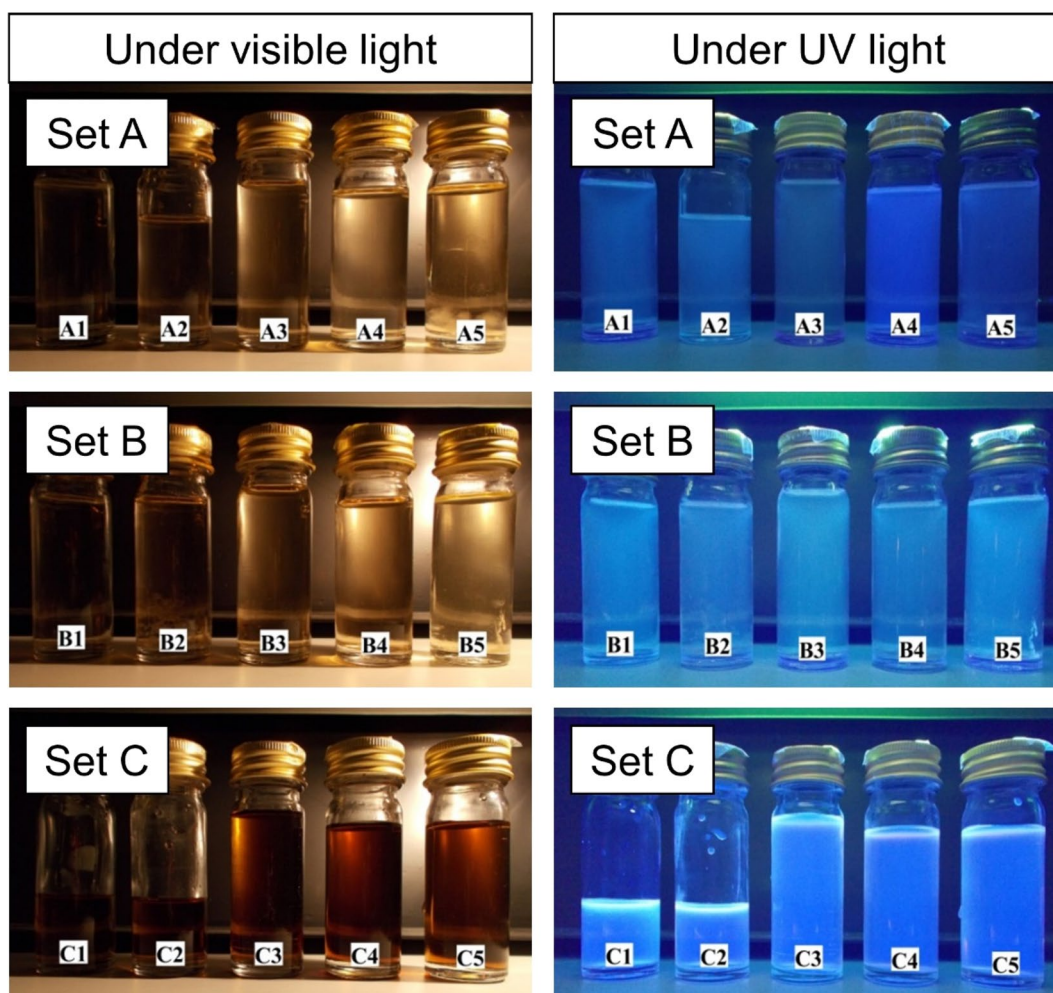 Under visible light
Under UV light
Set A
A1 A2 A3 A4 A5
Set A
A1 A2 A3 A4 A5
Set B
B1 B2 B3 B4 B5
Set B
B1 B2 B3 B4 B5
Set C
C1 C2 C3 C4 C5
Set C
C1 C2 C3 C4 C5